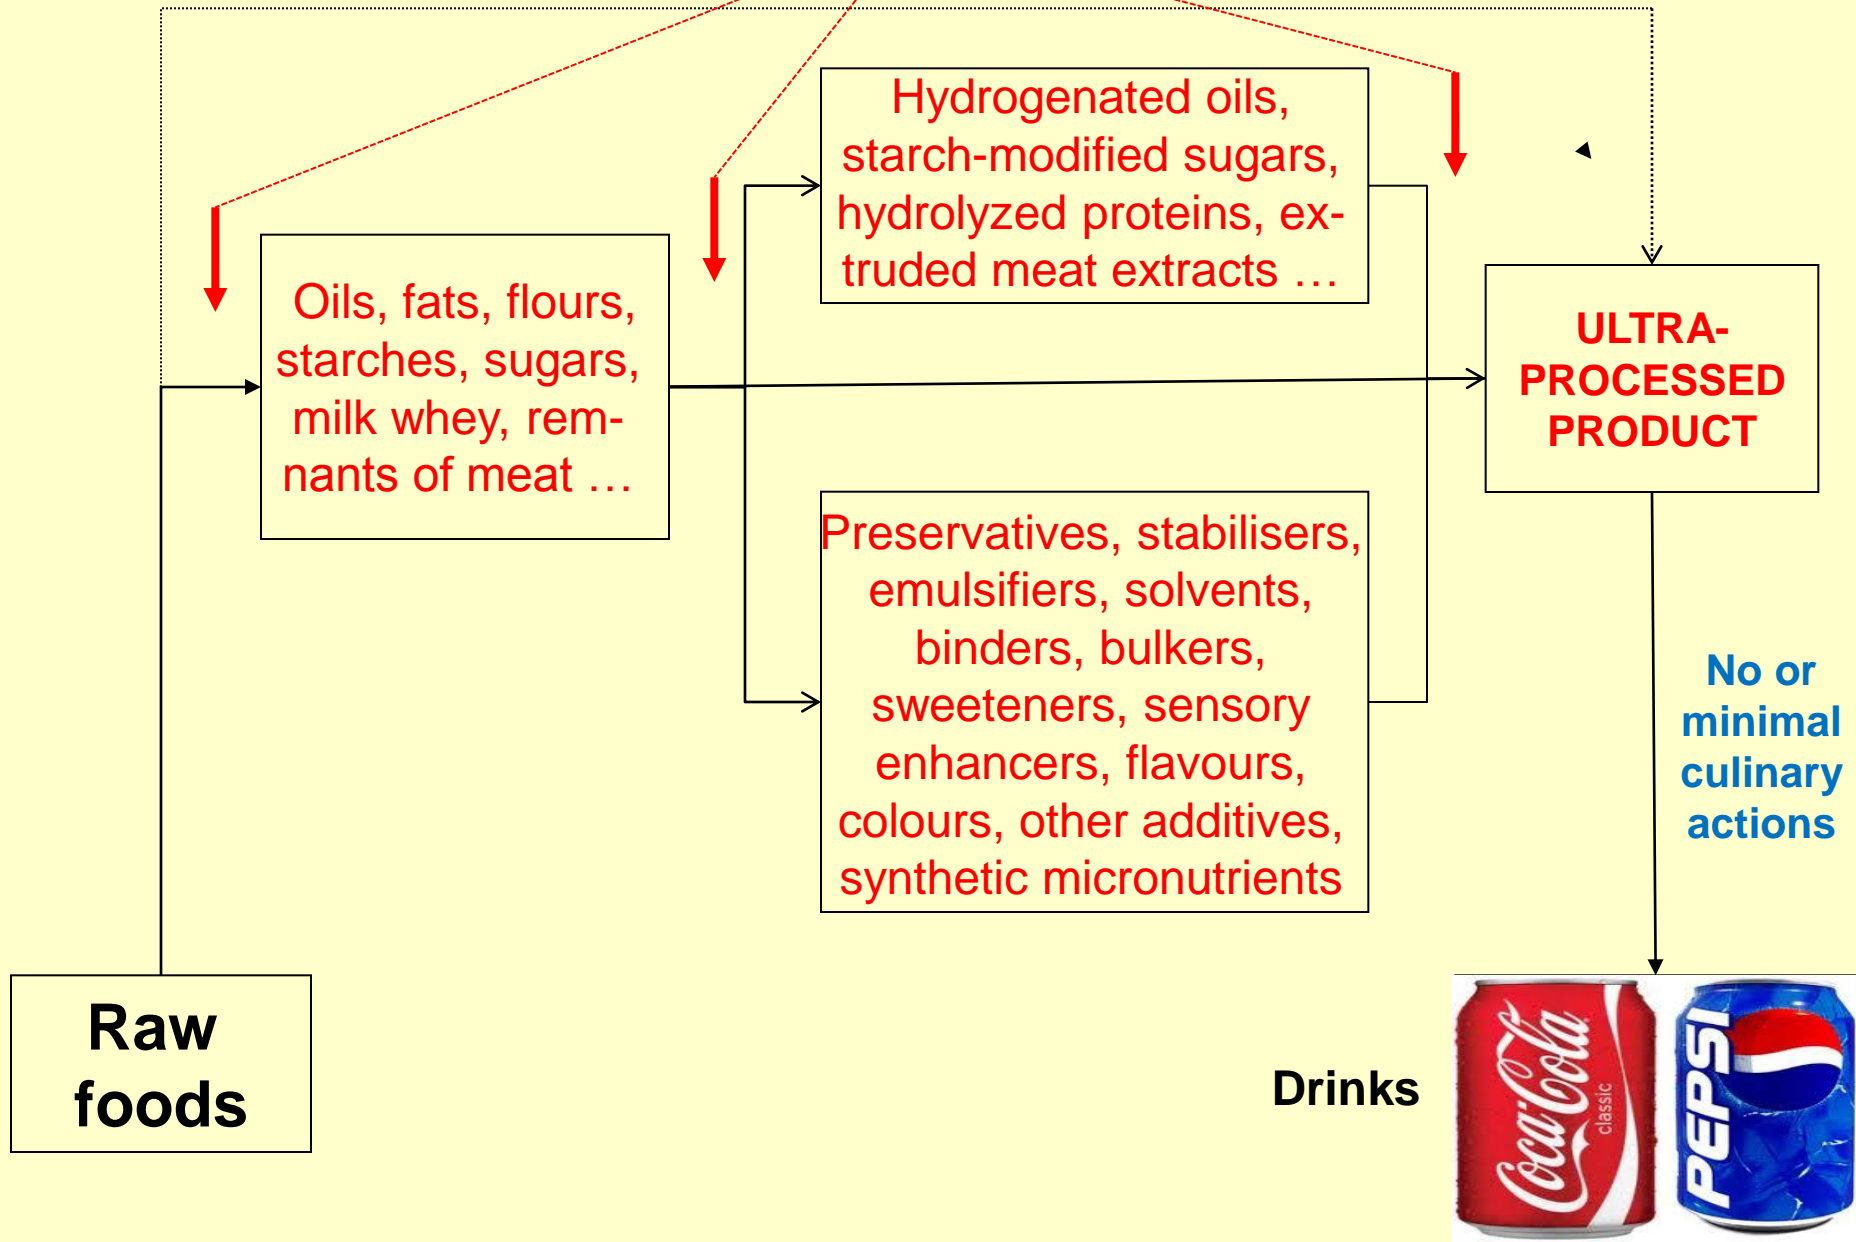 Hydrogenated oils,
starch-modified sugars,
hydrolyzed proteins, ex-
truded meat extracts …
Oils, fats, flours,
starches, sugars,
milk whey, rem-
nants of meat …
ULTRA-
PROCESSED
PRODUCT
Preservatives, stabilisers,
emulsifiers, solvents,
binders, bulkers,
sweeteners, sensory
enhancers, flavours,
colours, other additives,
synthetic micronutrients
No or
minimal
culinary
actions
Raw
foods
Drinks
Coca-Cola
classic
PEPSI